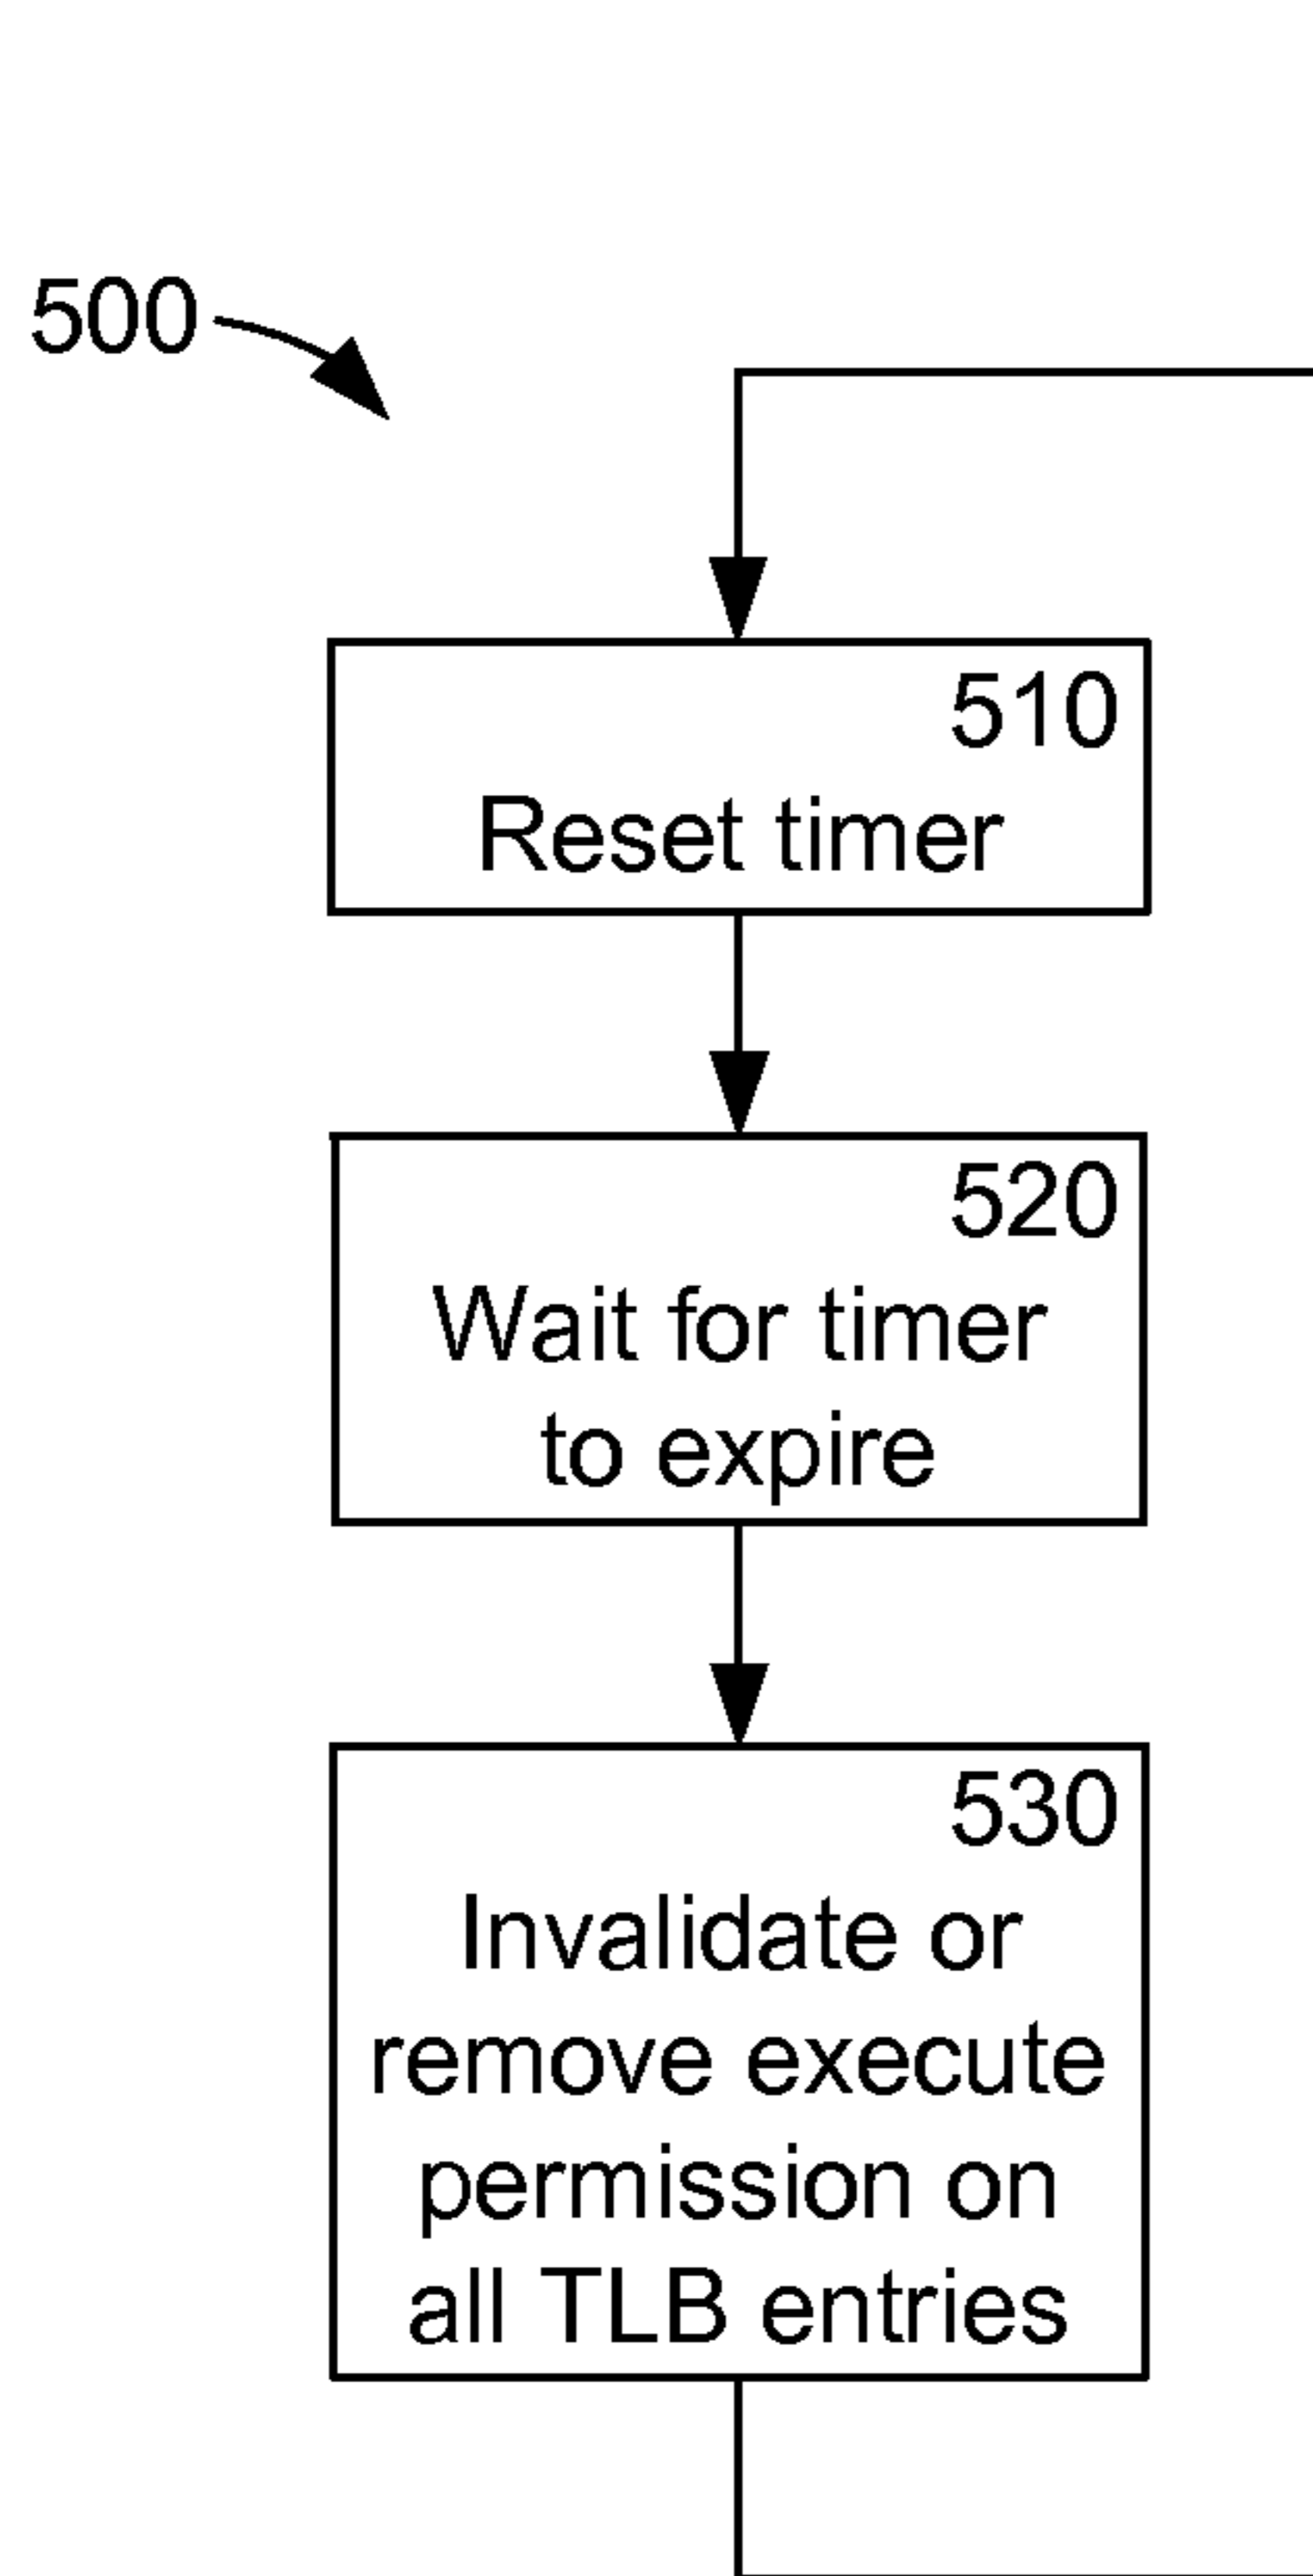 500
510
Reset timer
520
Wait for timer
to expire
530
Invalidate or
remove execute
permission on
all TLB entries